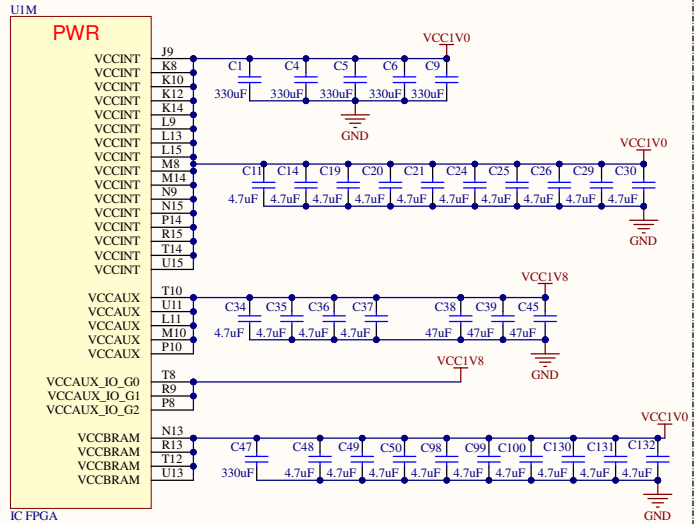 U1M
PWR
VCCINT J9
VCCINT K8
VCCINT K10
VCCINT K12
VCCINT K14
VCCINT L9
VCCINT L13
VCCINT L15
VCCINT M8
VCCINT M14
VCCINT N9
VCCINT N15
VCCINT P14
VCCINT R15
VCCINT T14
VCCINT U15
VCC1V0
C1 C4 C5 C6 C9
330uF 330uF 330uF 330uF 330uF
GND
VCC1V0
C11 C14 C19 C20 C21 C24 C25 C26 C29 C30
4.7uF 4.7uF 4.7uF 4.7uF 4.7uF 4.7uF 4.7uF 4.7uF 4.7uF 4.7uF
GND
VCCAUX T10
VCCAUX U11
VCCAUX L11
VCCAUX M10
VCCAUX P10
VCC1V8
C34 C35 C36 C37 C38 C39 C45
4.7uF 4.7uF 4.7uF 4.7uF 47uF 47uF 47uF
GND
VCC1V8
VCCAUX_IO_G0 T8
VCCAUX_IO_G1 R9
VCCAUX_IO_G2 P8
VCCBRAM N13
VCCBRAM R13
VCCBRAM T12
VCCBRAM U13
VCC1V0
C47 C48 C49 C50 C98 C99 C100 C130 C131 C132
330uF 4.7uF 4.7uF 4.7uF 4.7uF 4.7uF 4.7uF 4.7uF 4.7uF 4.7uF
GND
IC FPGA